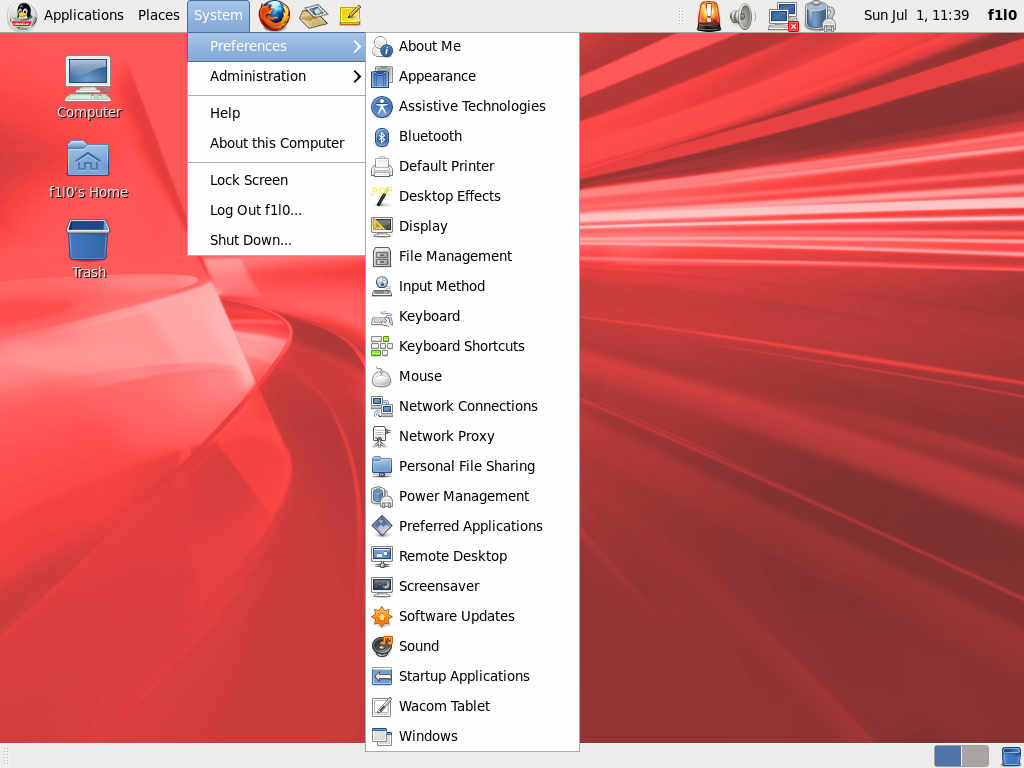 Applications Places System
Sun Jul 1, 11:39 f1l0
Computer
f1l0's Home
Trash
Preferences
Administration
Help
About this Computer
Lock Screen
Log Out f1l0...
Shut Down...
About Me
Appearance
Assistive Technologies
Bluetooth
Default Printer
Desktop Effects
Display
File Management
Input Method
Keyboard
Keyboard Shortcuts
Mouse
Network Connections
Network Proxy
Personal File Sharing
Power Management
Preferred Applications
Remote Desktop
Screensaver
Software Updates
Sound
Startup Applications
Wacom Tablet
Windows